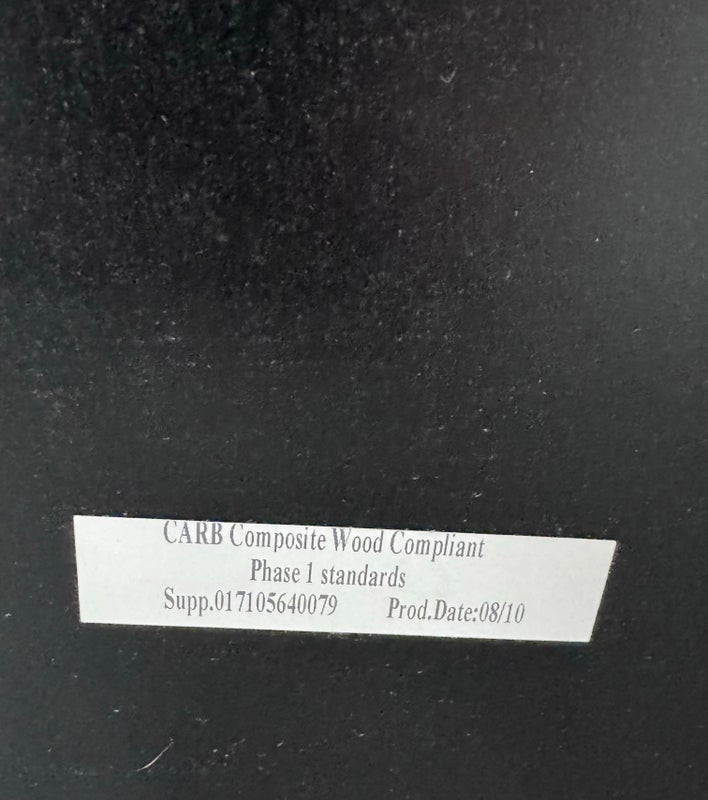 CARB Composite Wood Compliant
Phase 1 standards
Supp.017105640079 Prod.Date:08/10